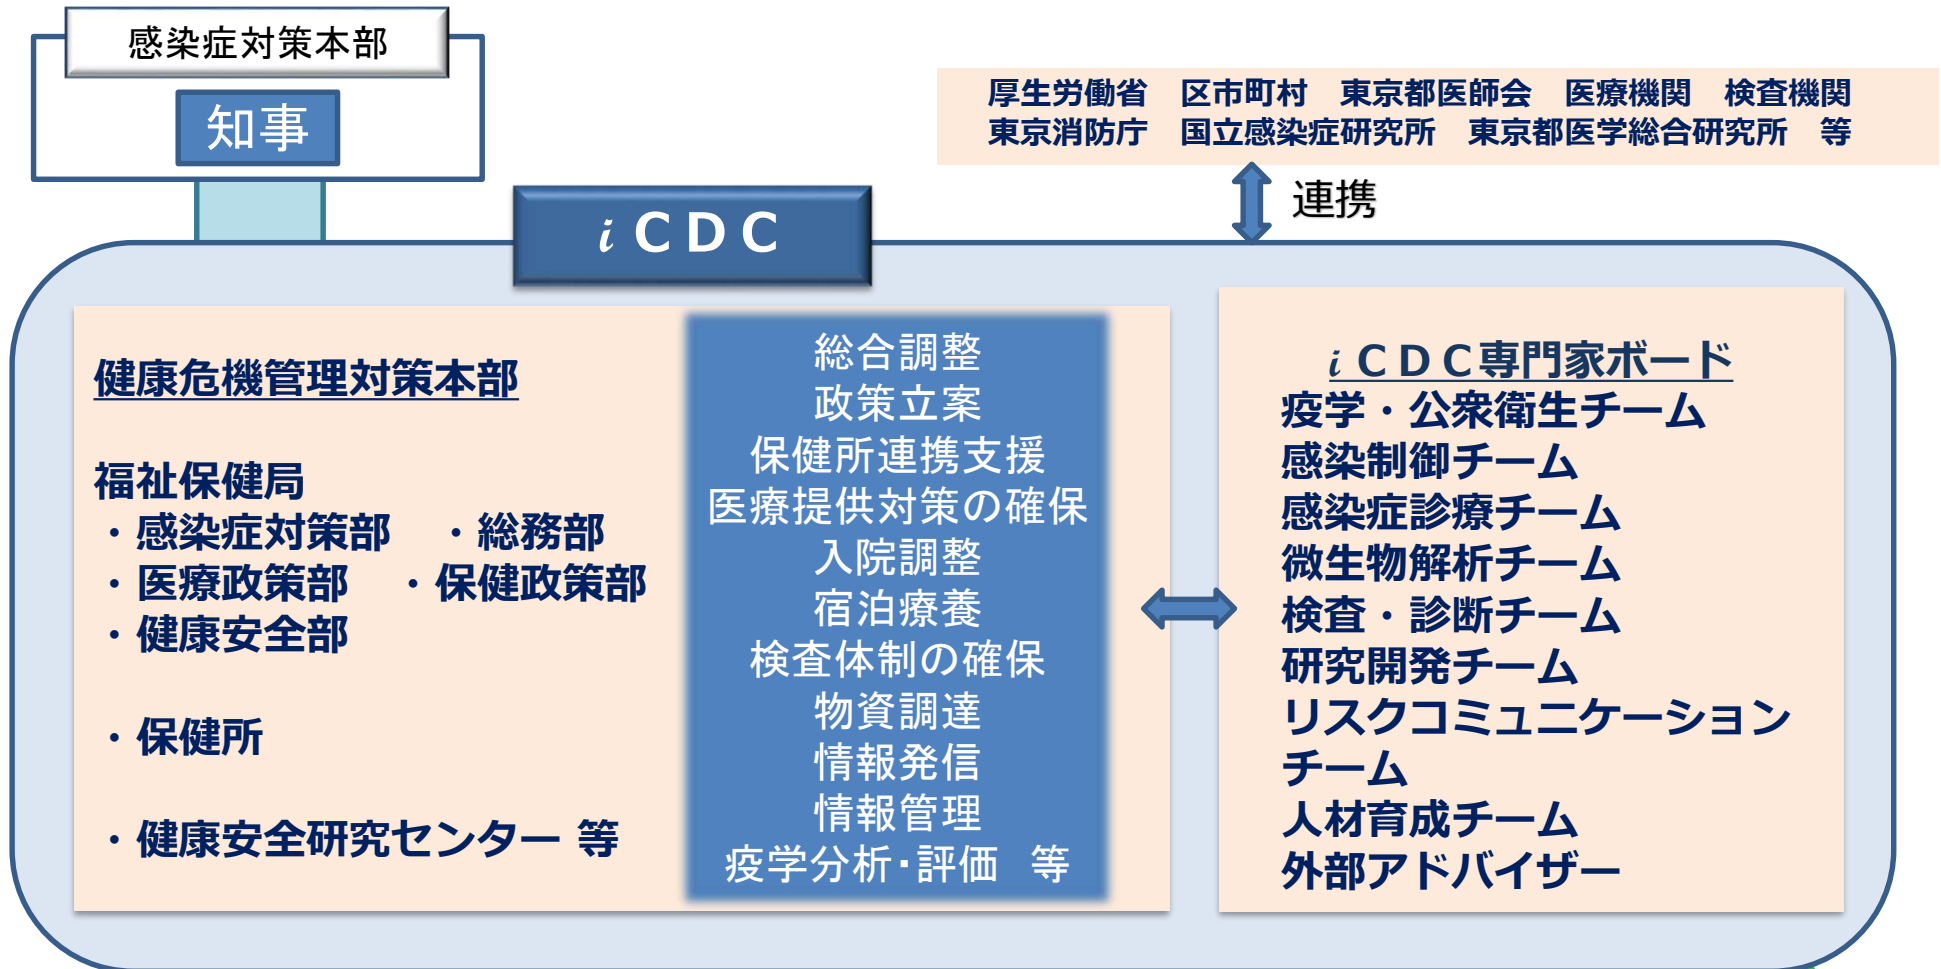 感染症対策本部
知事
厚生労働省　区市町村　東京都医師会　医療機関　検査機関
東京消防庁　国立感染症研究所　東京都医学総合研究所　等
連携
iCDC
健康危機管理対策本部
福祉保健局
・感染症対策部　・総務部
・医療政策部　・保健政策部
・健康安全部
・保健所
・健康安全研究センター 等
総合調整
政策立案
保健所連携支援
医療提供対策の確保
入院調整
宿泊療養
検査体制の確保
物資調達
情報発信
情報管理
疫学分析・評価　等
iCDC専門家ボード
疫学・公衆衛生チーム
感染制御チーム
感染症診療チーム
微生物解析チーム
検査・診断チーム
研究開発チーム
リスクコミュニケーション
チーム
人材育成チーム
外部アドバイザー